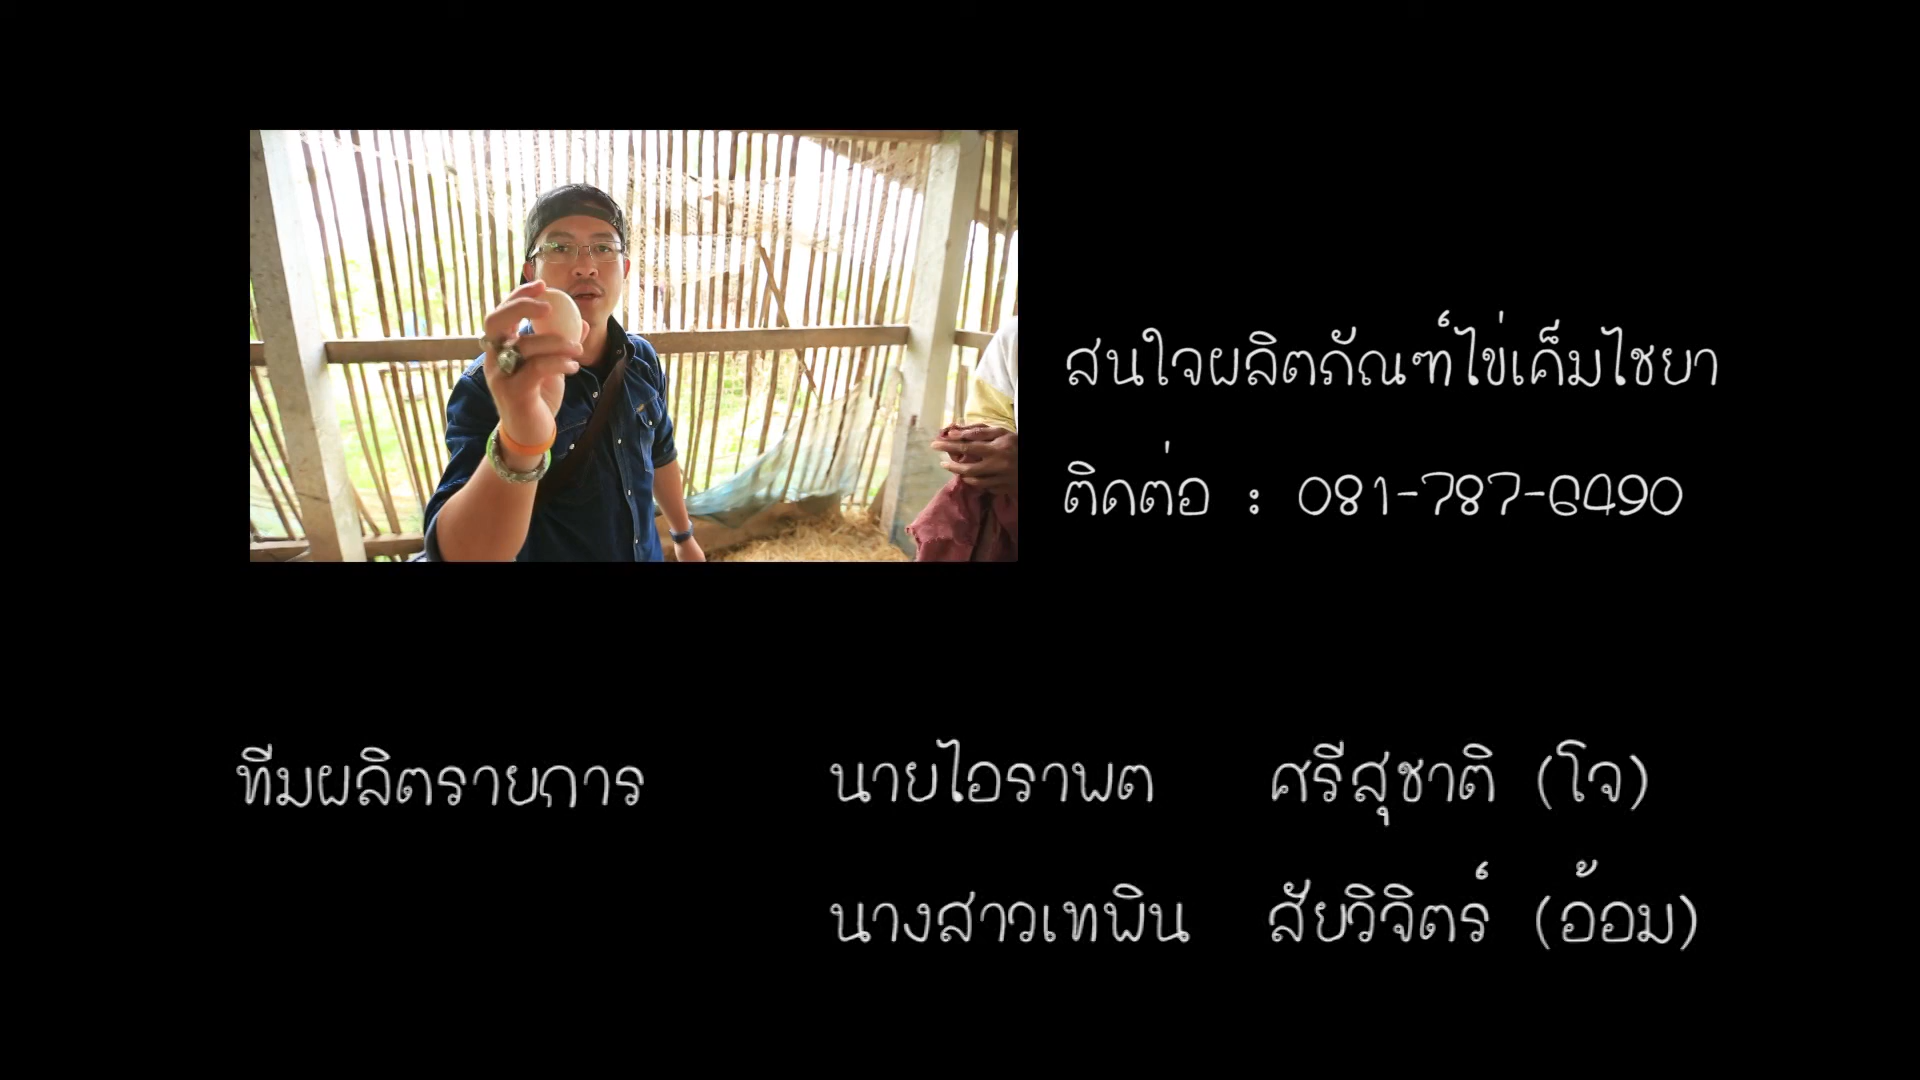 สนใจผลิตภัณฑ์ไข่เค็มไชยา
ติดต่อ : 081-787-6490
ทีมผลิตรายการ นายไอราพต ศรีสุชาติ (โจ)
นางสาวเทพิน สัยวิจิตร์ (อ้อม)